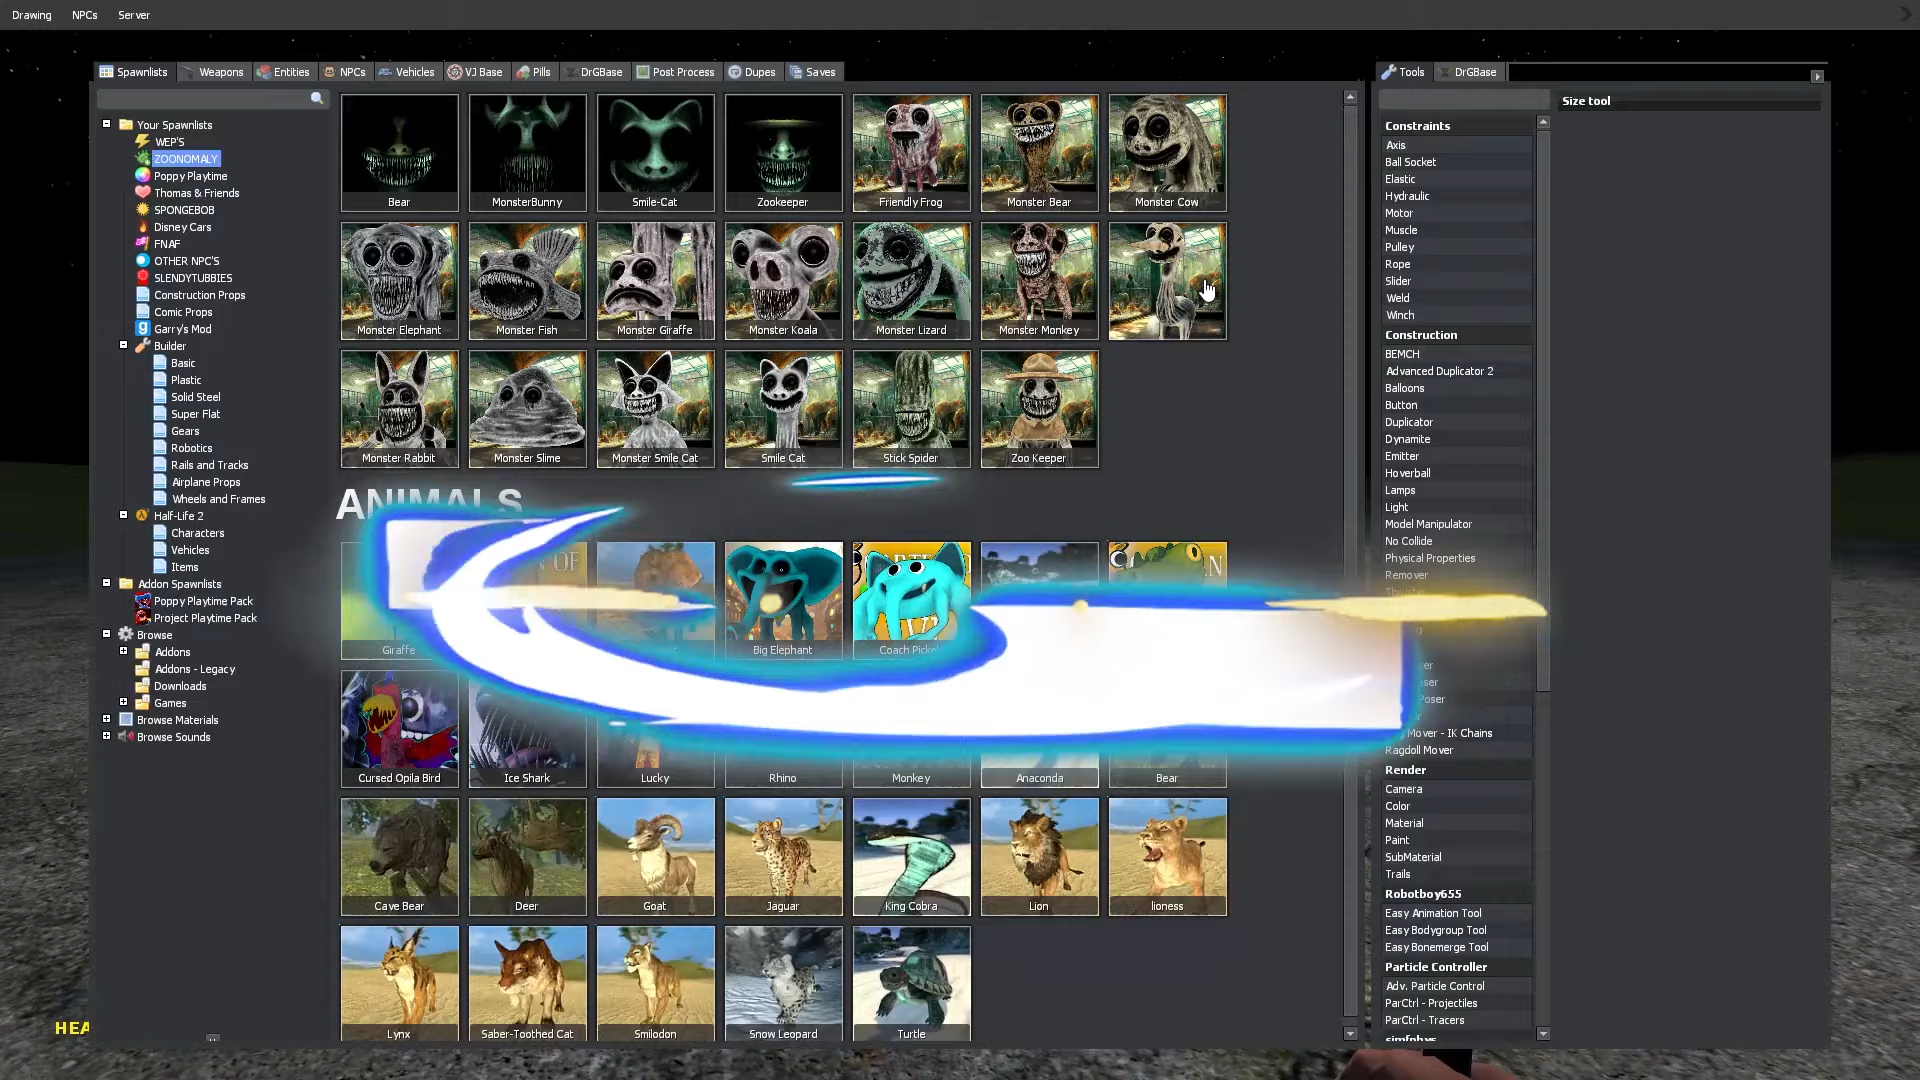 Drawing NPCs Server
Spawnlists Weapons Entities NPCs Vehicles VJ Base Pills DrGBase Post Process Dupes Saves
Tools DrGBase
Your Spawnlists
WEP'S
ZOONOMALY
Poppy Playtime
Thomas & Friends
SPONGEBOB
Disney Cars
FNAF
OTHER NPC'S
SLENDYTUBBIES
Construction Props
Comic Props
Garry's Mod
Builder
Basic
Plastic
Solid Steel
Super Flat
Gears
Robotics
Rails and Tracks
Airplane Props
Wheels and Frames
Half-Life 2
Characters
Vehicles
Items
Addon Spawnlists
Poppy Playtime Pack
Project Playtime Pack
Browse
Addons
Addons - Legacy
Downloads
Games
Browse Materials
Browse Sounds
HEA
Bear MonsterBunny Smile-Cat Zookeeper Friendly Frog Monster Bear Monster Cow
Monster Elephant Monster Fish Monster Giraffe Monster Koala Monster Lizard Monster Monkey
Monster Rabbit Monster Slime Monster Smile Cat Smile Cat Stick Spider Zoo Keeper
ANIMALS
Giraffe Big Elephant Coach Pickel
Cursed Opila Bird Ice Shark Lucky Rhino Monkey Anaconda Bear
Cave Bear Deer Goat Jaguar King Cobra Lion lioness
Lynx Saber-Toothed Cat Smilodon Snow Leopard Turtle
Size tool
Constraints
Axis
Ball Socket
Elastic
Hydraulic
Motor
Muscle
Pulley
Rope
Slider
Weld
Winch
Construction
BEMCH
Advanced Duplicator 2
Balloons
Button
Duplicator
Dynamite
Emitter
Hoverball
Lamps
Light
Model Manipulator
No Collide
Physical Properties
Remover
Mover - IK Chains
Ragdoll Mover
Render
Camera
Color
Material
Paint
SubMaterial
Trails
Robotboy655
Easy Animation Tool
Easy Bodygroup Tool
Easy Bonemerge Tool
Particle Controller
Adv. Particle Control
ParCtrl - Projectiles
ParCtrl - Tracers
simfphys